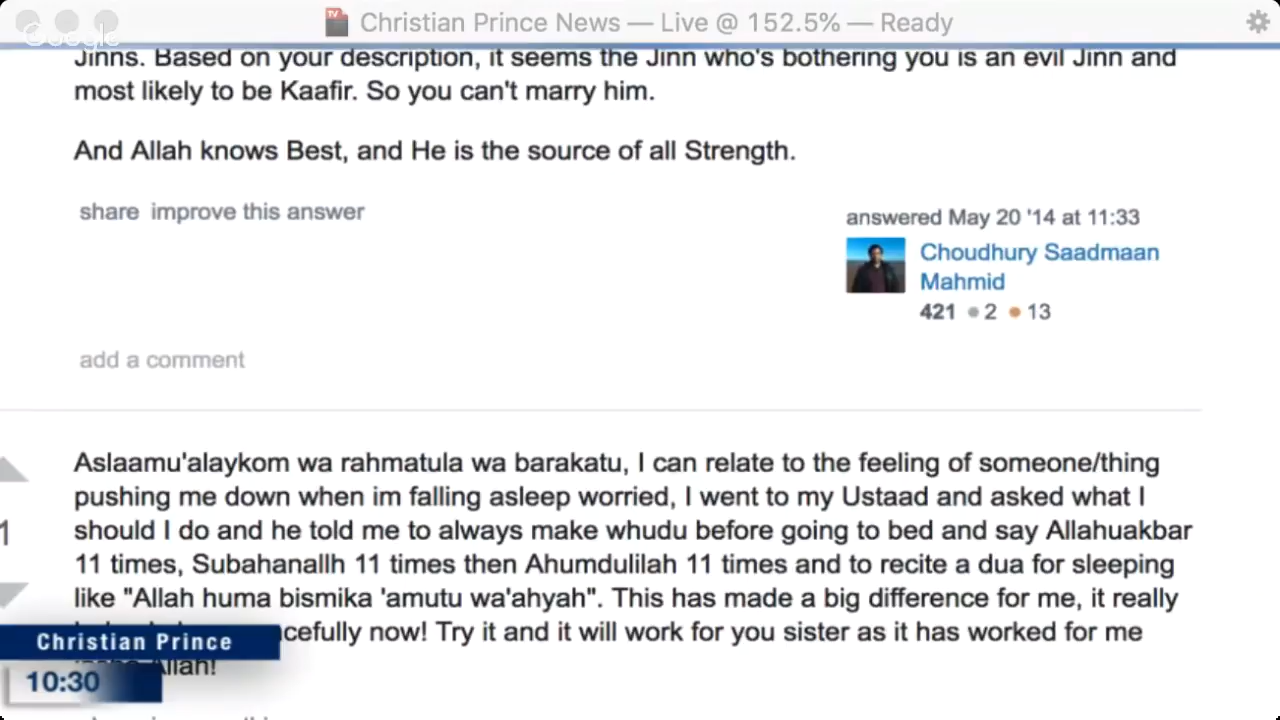 Christian Prince News — Live @ 152.5% — Ready
Google
Jinns. Based on your description, it seems the Jinn who's bothering you is an evil Jinn and
most likely to be Kaafir. So you can't marry him.
And Allah knows Best, and He is the source of all Strength.
share improve this answer
answered May 20 '14 at 11:33
Choudhury Saadmaan
Mahmid
421 2 13
add a comment
Aslaamu'alaykom wa rahmatula wa barakatu, I can relate to the feeling of someone/thing
pushing me down when im falling asleep worried, I went to my Ustaad and asked what I
1
should I do and he told me to always make whudu before going to bed and say Allahuakbar
11 times, Subahanallh 11 times then Ahumdulilah 11 times and to recite a dua for sleeping
like "Allah huma bismika 'amutu wa'ahyah". This has made a big difference for me, it really
now! Try it and it will work for you sister as it has worked for me
Allah!
Christian Prince
10:30